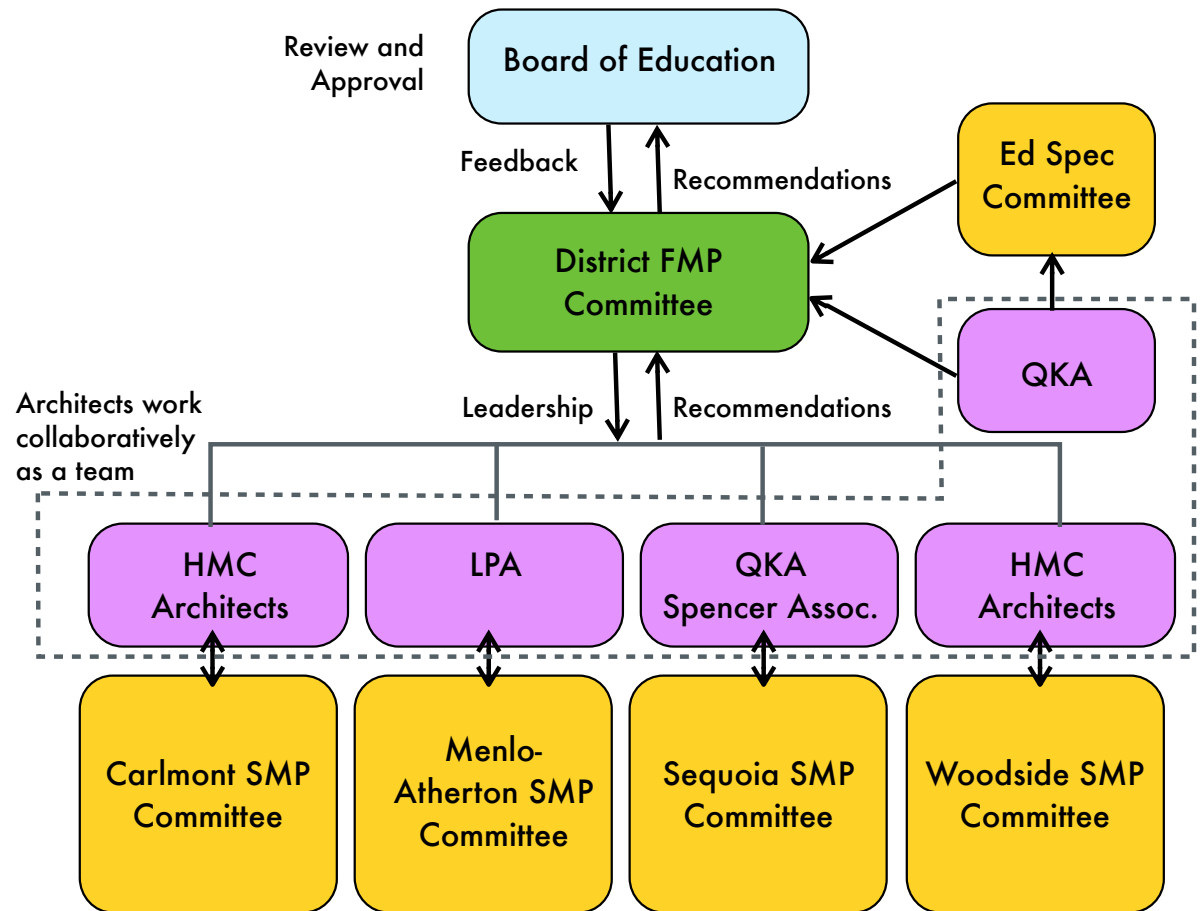 Review and
Approval
Board of Education
Feedback
Recommendations
Ed Spec
Committee
District FMP
Committee
QKA
Architects work
collaboratively
as a team
Leadership
Recommendations
HMC
Architects
LPA
QKA
Spencer Assoc.
HMC
Architects
Carlmont SMP
Committee
Menlo-
Atherton SMP
Committee
Sequoia SMP
Committee
Woodside SMP
Committee